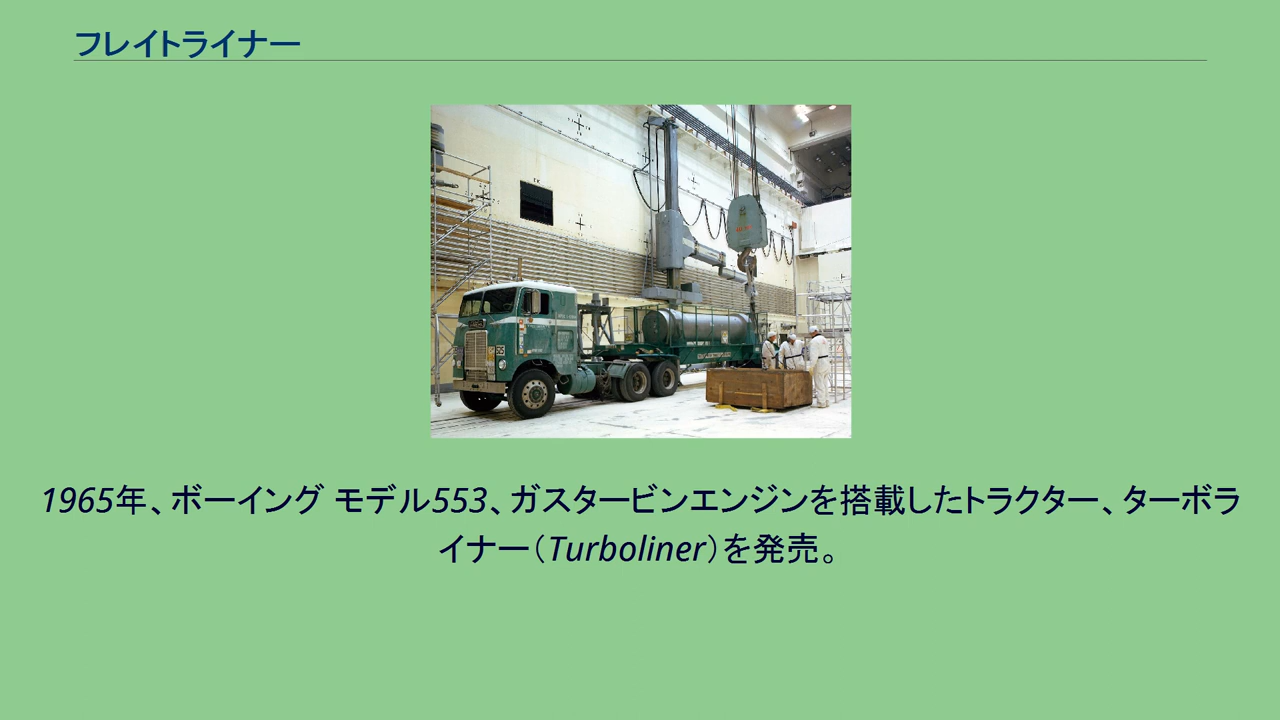 フレイトライナー
1965年、ボーイング モデル553、ガスタービンエンジンを搭載したトラクター、ターボラ
イナー（Turboliner）を発売。